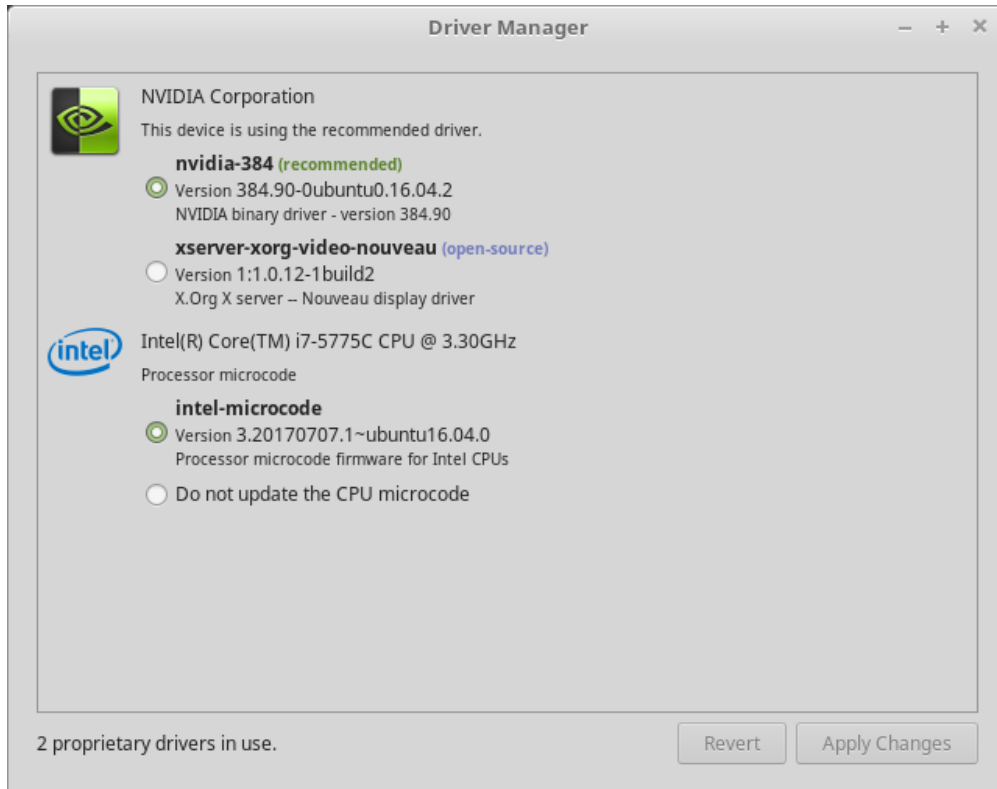 Driver Manager
NVIDIA Corporation
This device is using the recommended driver.
nvidia-384 (recommended)
Version 384.90-0ubuntu0.16.04.2
NVIDIA binary driver - version 384.90
xserver-xorg-video-nouveau (open-source)
Version 1:1.0.12-1build2
X.Org X server -- Nouveau display driver
intel
Intel(R) Core(TM) i7-5775C CPU @ 3.30GHz
Processor microcode
intel-microcode
Version 3.20170707.1~ubuntu16.04.0
Processor microcode firmware for Intel CPUs
Do not update the CPU microcode
2 proprietary drivers in use.
Revert
Apply Changes